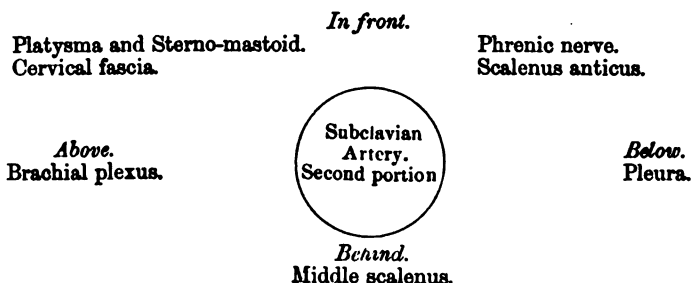 In front.
Platysma and Sterno-mastoid.
Cervical fascia.
Phrenic nerve.
Scalenus anticus.
Above.
Brachial plexus.
Subclavian
Artery.
Second portion
Below.
Pleura.
Behind.
Middle scalenus.